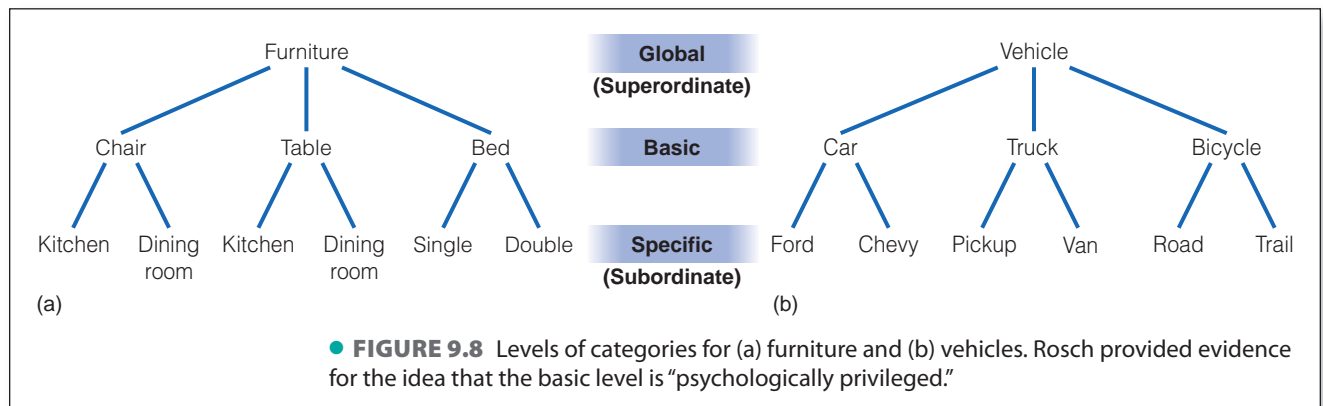 Furniture
Global
Vehicle
(Superordinate)
Chair
Table
Bed
Basic
Car
Truck
Bicycle
Kitchen
Dining
room
Kitchen
Dining
room
Single
Double
Specific
(Subordinate)
Ford
Chevy
Pickup
Van
Road
Trail
(a)
(b)
● FIGURE 9.8 Levels of categories for (a) furniture and (b) vehicles. Rosch provided evidence
for the idea that the basic level is “psychologically privileged.”